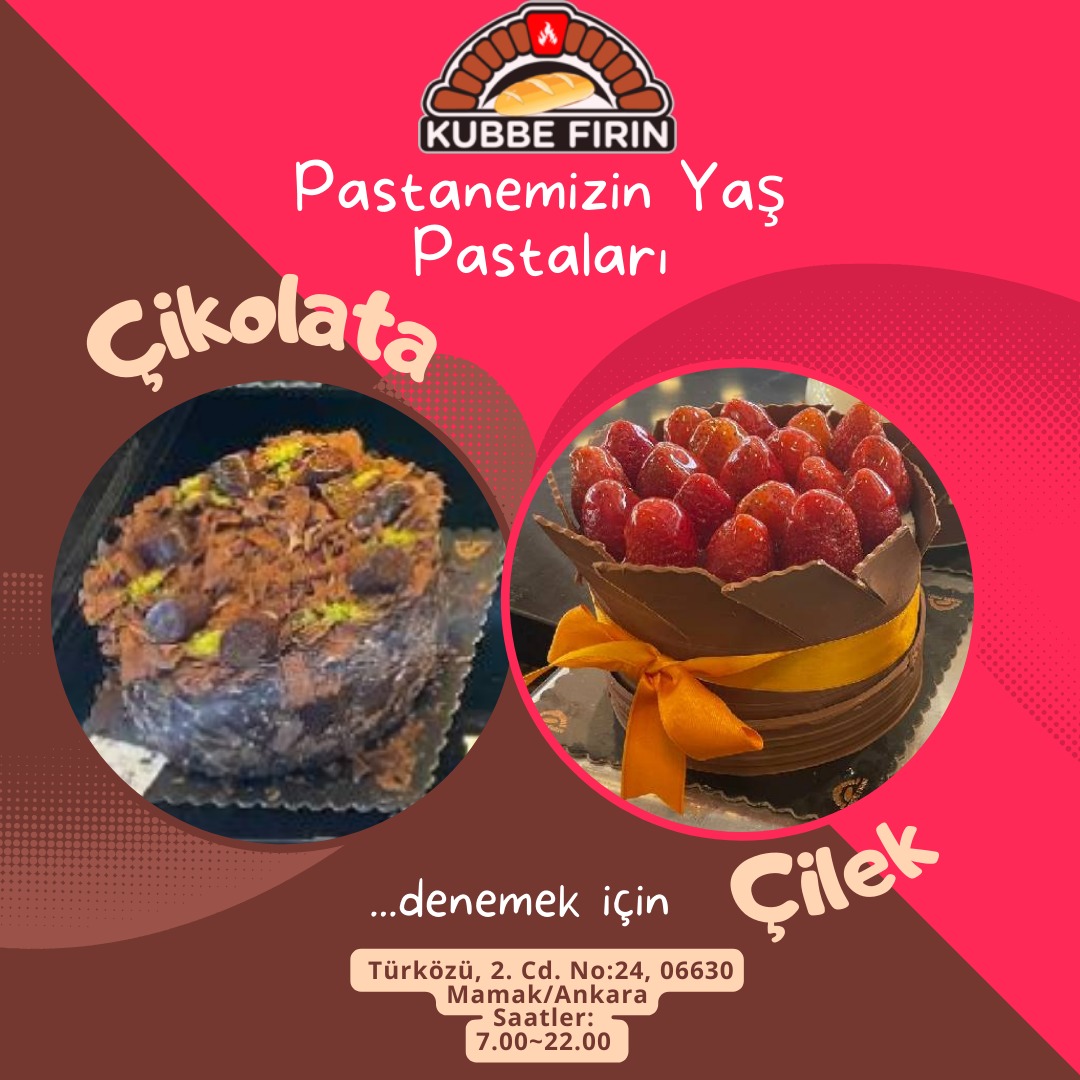 KUBBE FIRIN
Pastanemizin Yaş
Pastaları
Çikolata
Çilek
...denemek için
Türközü, 2. Cd. No:24, 06630
Mamak/Ankara
Saatler:
7.00~22.00